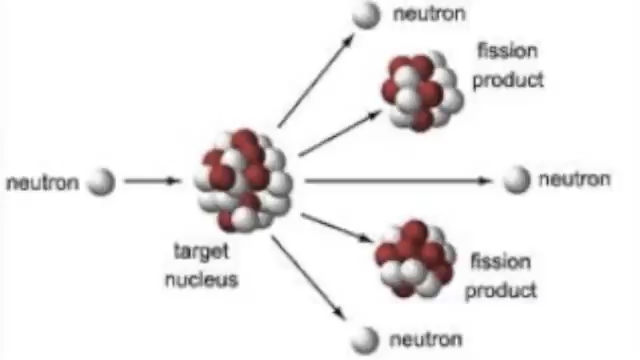 neutron
fission
product
neutron
neutron
target
nucleus
fission
product
neutron